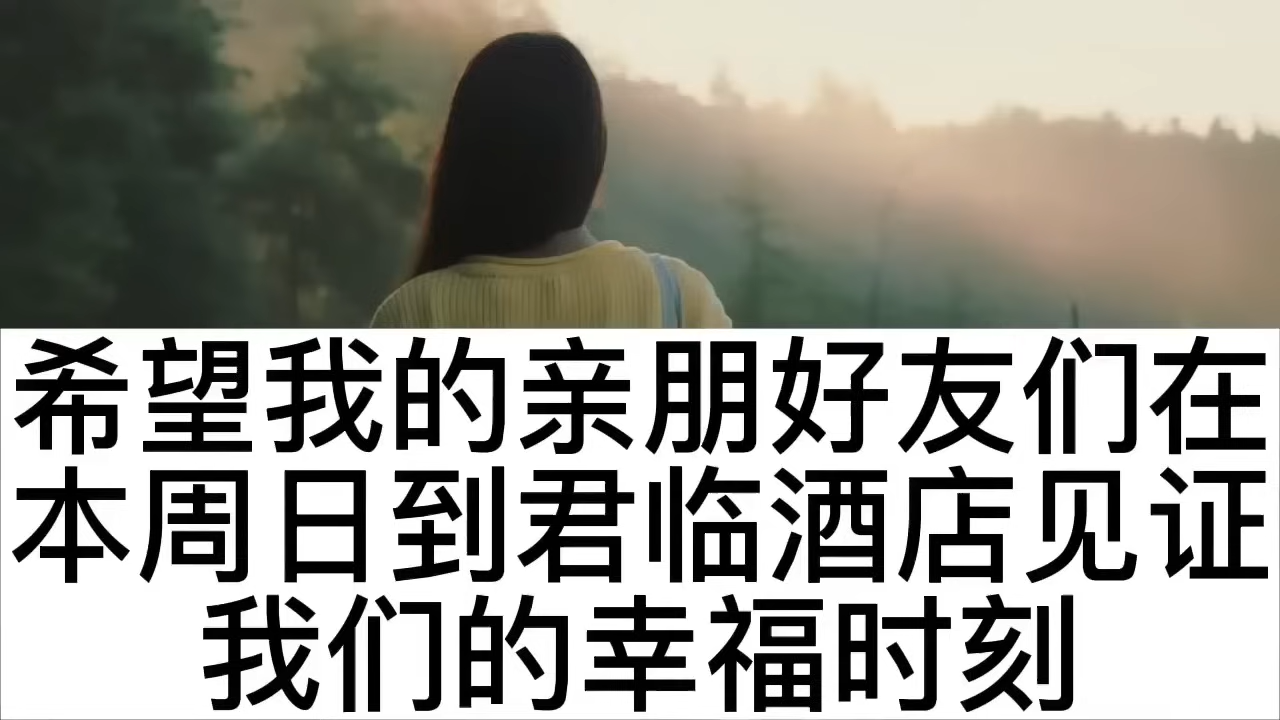 希望我的亲朋好友们在
本周日到君临酒店见证
我们的幸福时刻